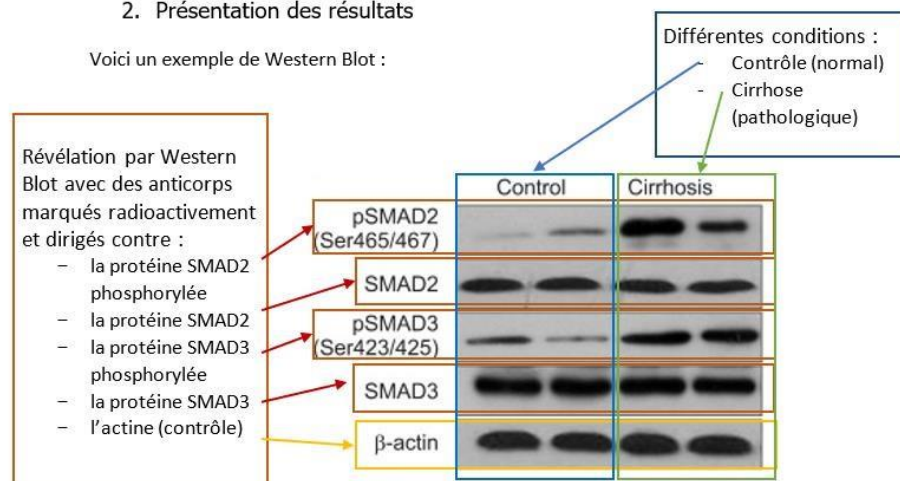 2. Présentation des résultats
Voici un exemple de Western Blot :
Différentes conditions :
- Contrôle (normal)
- Cirrhose
(pathologique)
Révélation par Western
Blot avec des anticorps
marqués radioactivement
et dirigés contre :
– la protéine SMAD2
phosphorylée
– la protéine SMAD2
– la protéine SMAD3
phosphorylée
– la protéine SMAD3
– l'actine (contrôle)
Control Cirrhosis
pSMAD2
(Ser465/467)
SMAD2
pSMAD3
(Ser423/425)
SMAD3
β-actin